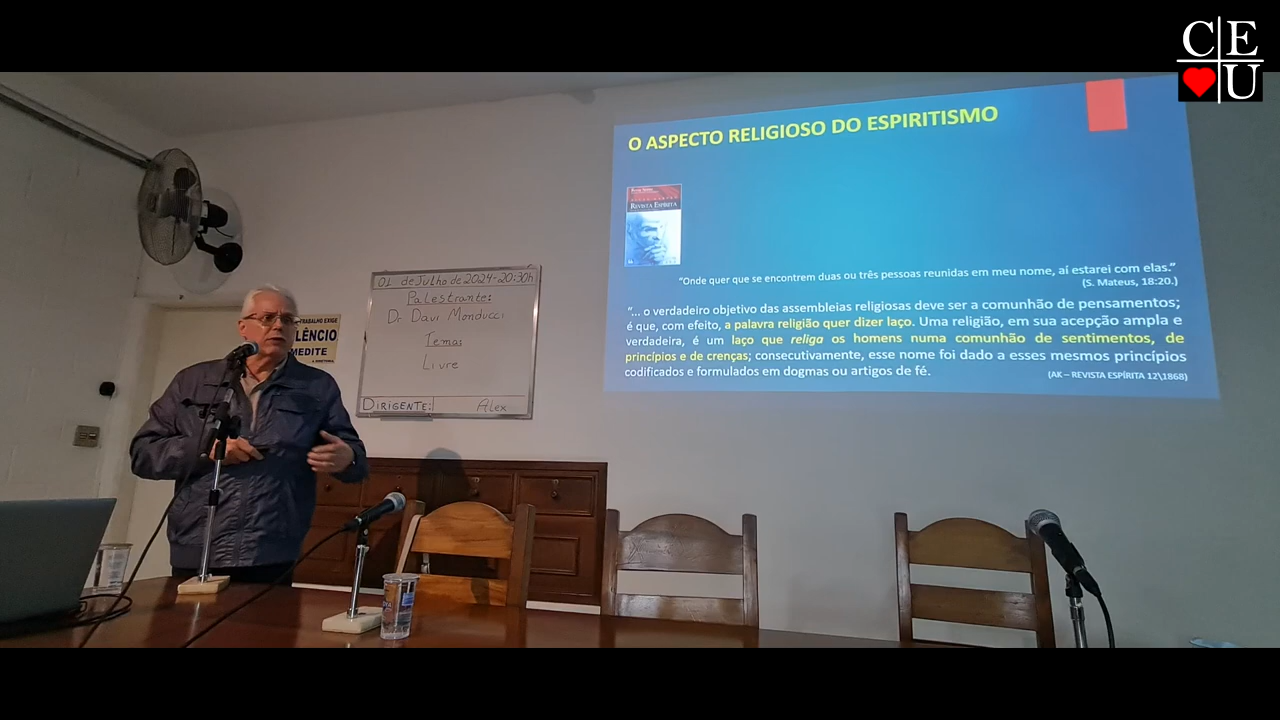 CE
U
O ASPECTO RELIGIOSO DO ESPIRITISMO
REVISTA ESPÍRITA
"Onde quer que se encontrem duas ou três pessoas reunidas em meu nome, aí estarei com elas."
(S. Mateus, 18:20.)
"... o verdadeiro objetivo das assembleias religiosas deve ser a comunhão de pensamentos;
é que, com efeito, a palavra religião quer dizer laço. Uma religião, em sua acepção ampla e
verdadeira, é um laço que religa os homens numa comunhão de sentimentos, de
princípios e de crenças; consecutivamente, esse nome foi dado a esses mesmos princípios
codificados e formulados em dogmas ou artigos de fé.
(AK – REVISTA ESPÍRITA 12\1868)
01 de Julho de 2024-20:30h
Palestrante:
Dr Davi Monducci
Tema:
Livre
DIRIGENTE: Alex
TRABALHO EXIGE
LÊNCIO
MEDITE